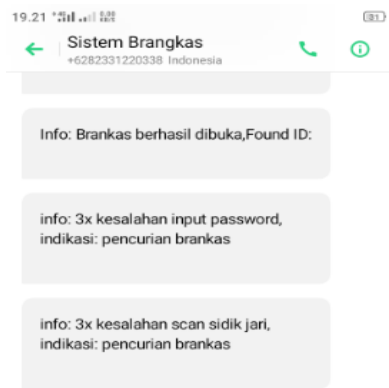 19.21
Sistem Brangkas
+6282331220338 Indonesia
Info: Brankas berhasil dibuka,Found ID:
info: 3x kesalahan input password,
indikasi: pencurian brankas
info: 3x kesalahan scan sidik jari,
indikasi: pencurian brankas